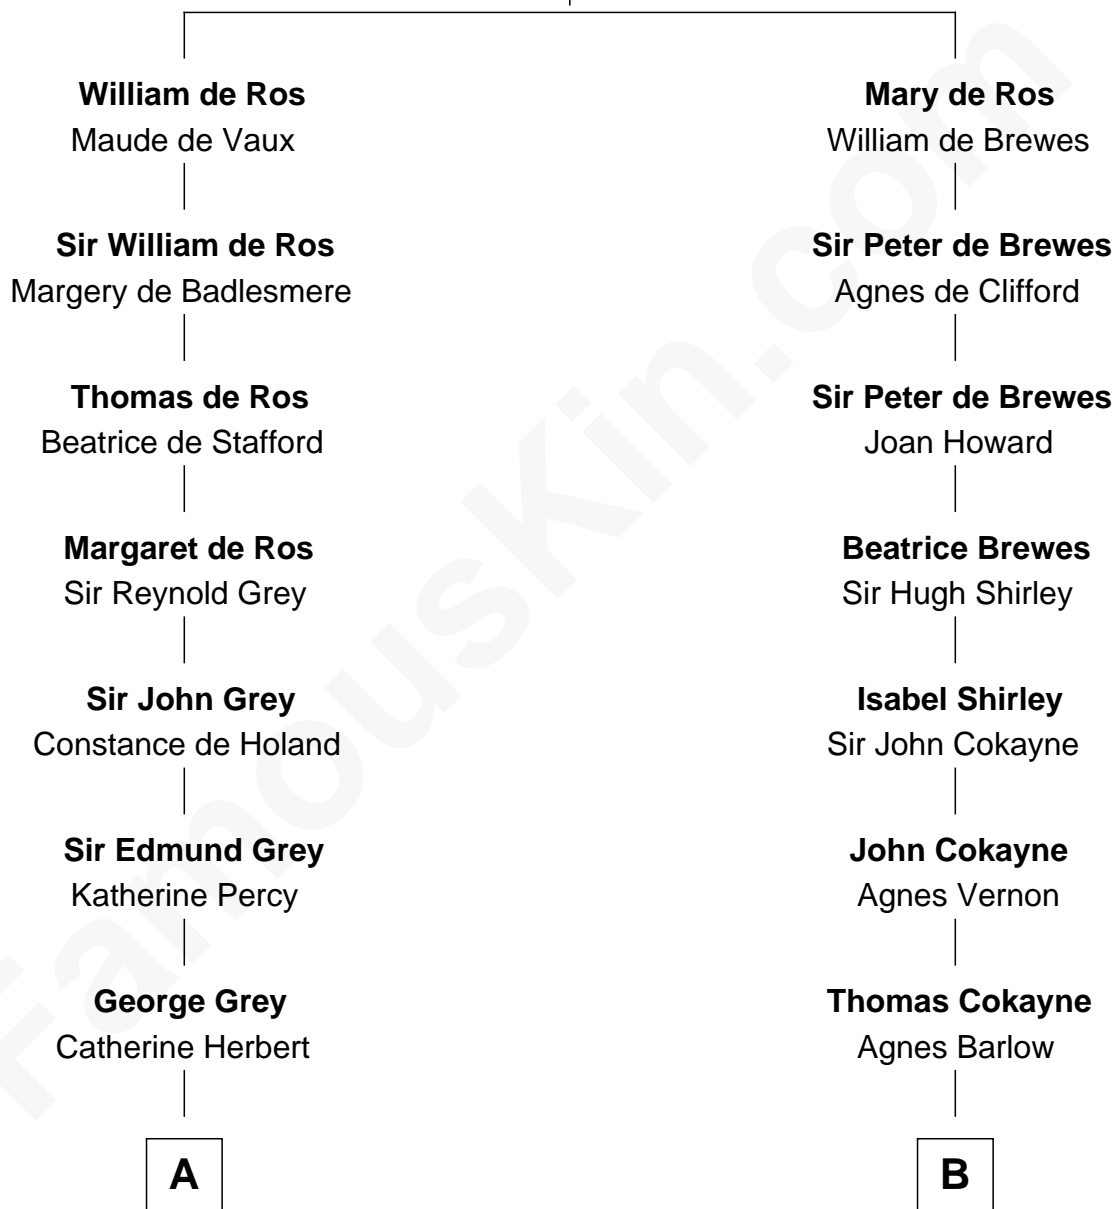 William de Ros
Maude de Vaux
Sir William de Ros
Margery de Badlesmere
Thomas de Ros
Beatrice de Stafford
Margaret de Ros
Sir Reynold Grey
Sir John Grey
Constance de Holand
Sir Edmund Grey
Katherine Percy
George Grey
Catherine Herbert
A
Mary de Ros
William de Brewes
Sir Peter de Brewes
Agnes de Clifford
Sir Peter de Brewes
Joan Howard
Beatrice Brewes
Sir Hugh Shirley
Isabel Shirley
Sir John Cokayne
John Cokayne
Agnes Vernon
Thomas Cokayne
Agnes Barlow
B
FamousKin.com